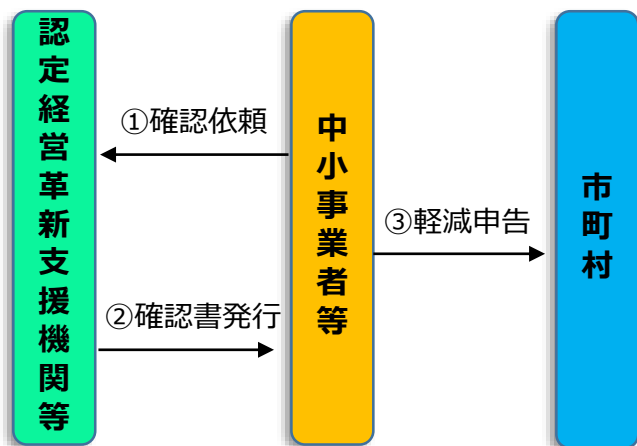 認定経営革新支援機関等
①確認依頼
②確認書発行
中小事業者等
③軽減申告
市町村